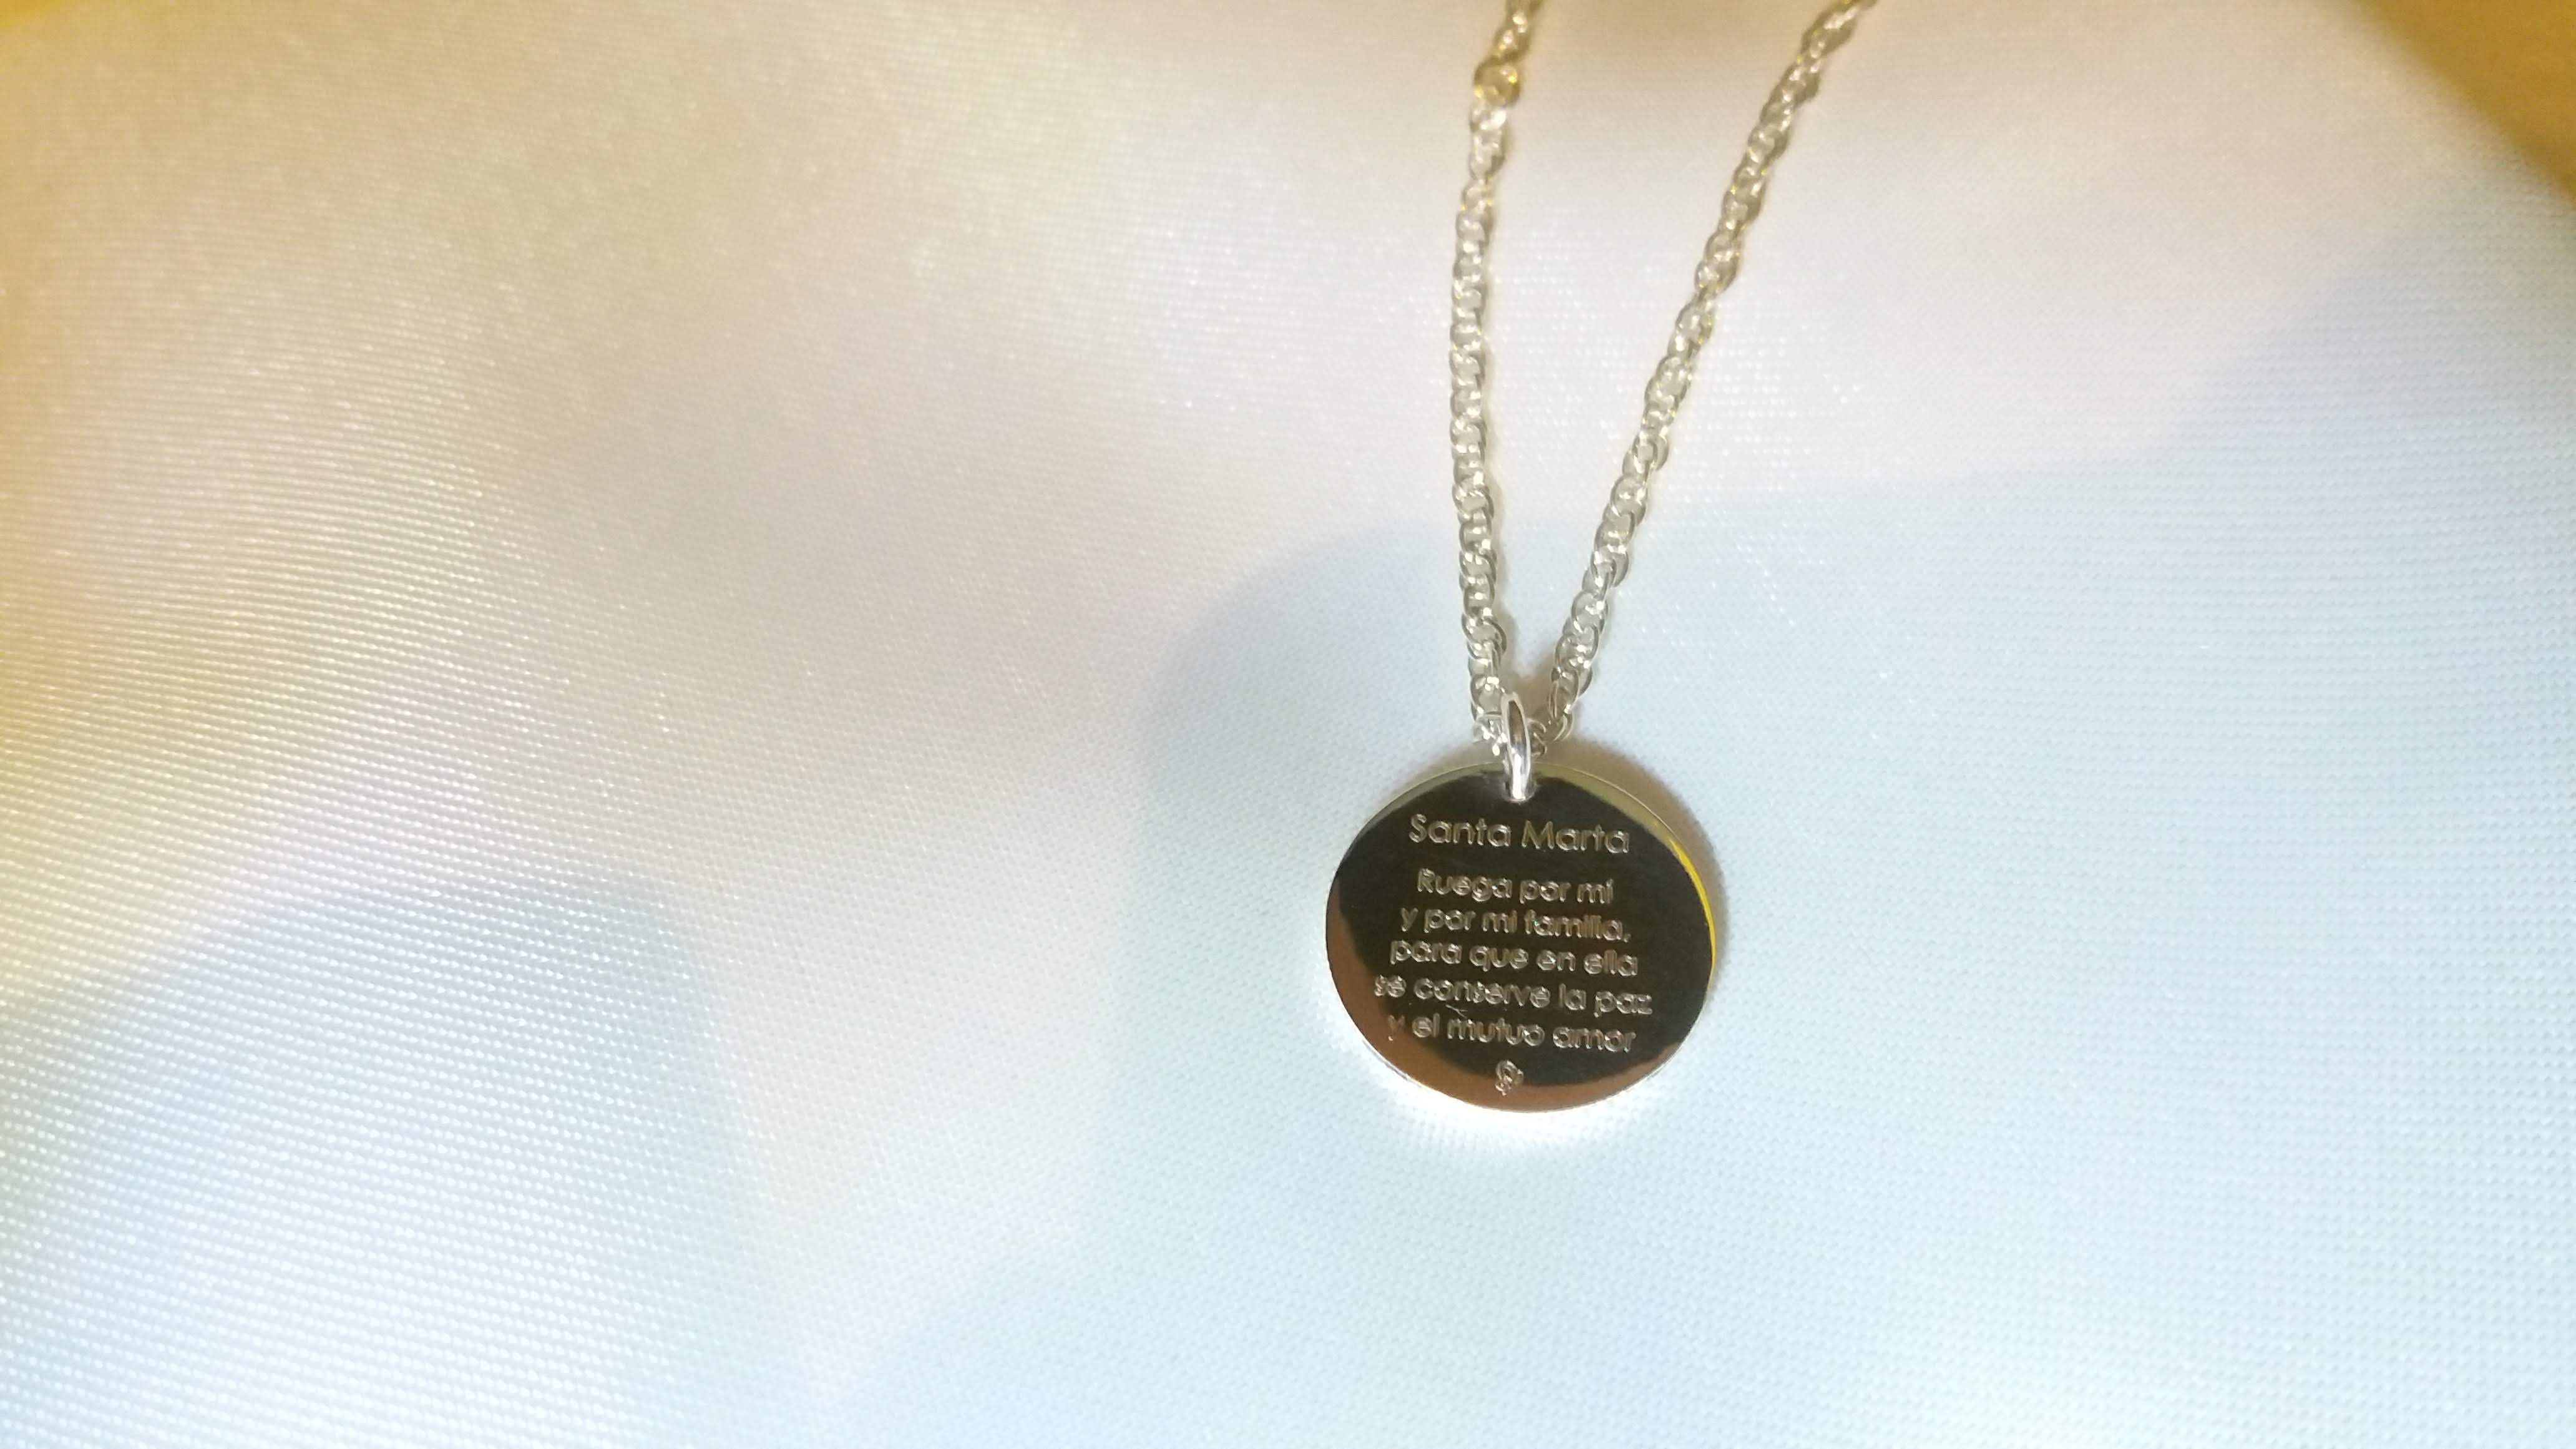 Santa Marta
Ruega por mí
y por mi familia,
para que en ella
se conserve la paz
y el mutuo amor